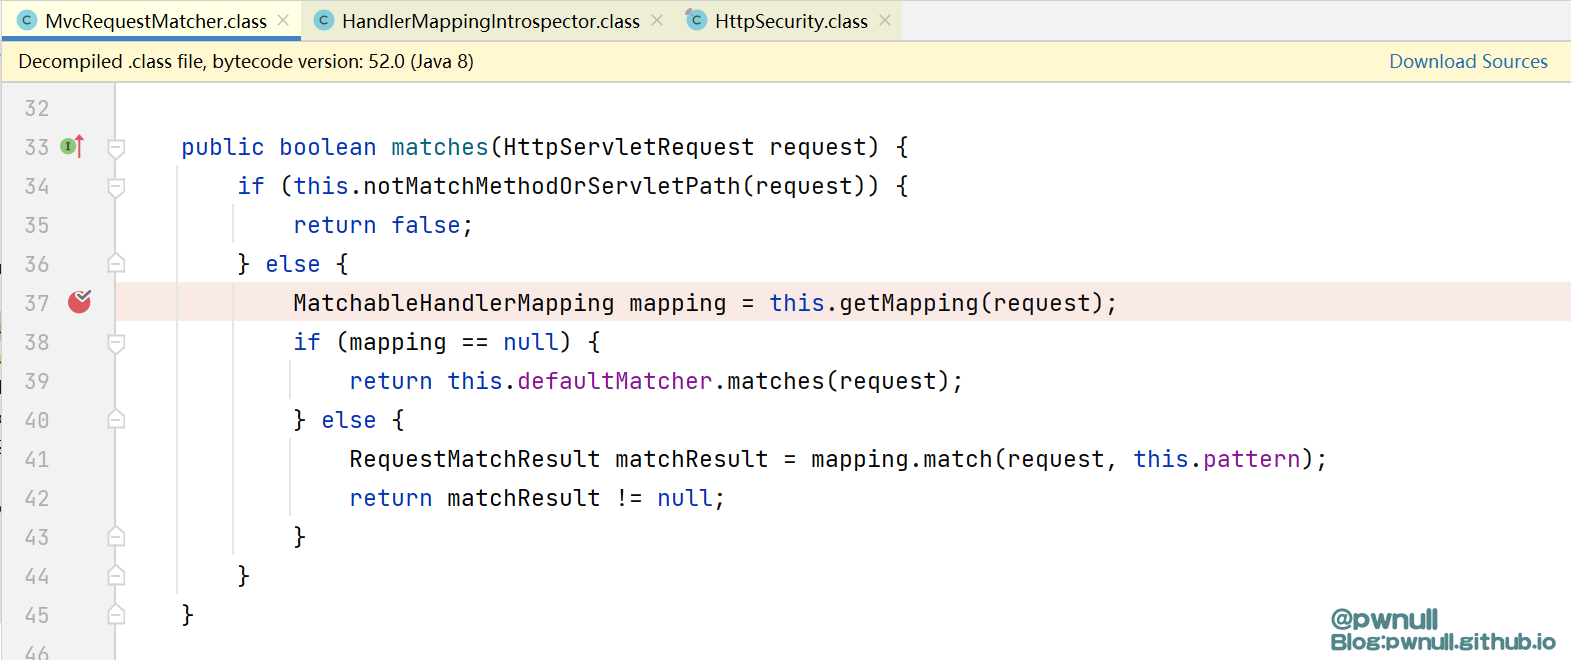 MvcRequestMatcher.class HandlerMappingIntrospector.class HttpSecurity.class
Decompiled .class file, bytecode version: 52.0 (Java 8) Download Sources
32
33 public boolean matches(HttpServletRequest request) {
34 if (this.notMatchMethodOrServletPath(request)) {
35 return false;
36 } else {
37 MatchableHandlerMapping mapping = this.getMapping(request);
38 if (mapping == null) {
39 return this.defaultMatcher.matches(request);
40 } else {
41 RequestMatchResult matchResult = mapping.match(request, this.pattern);
42 return matchResult != null;
43 }
44 }
45 }
46
@pwnull
Blog:pwnull.github.io